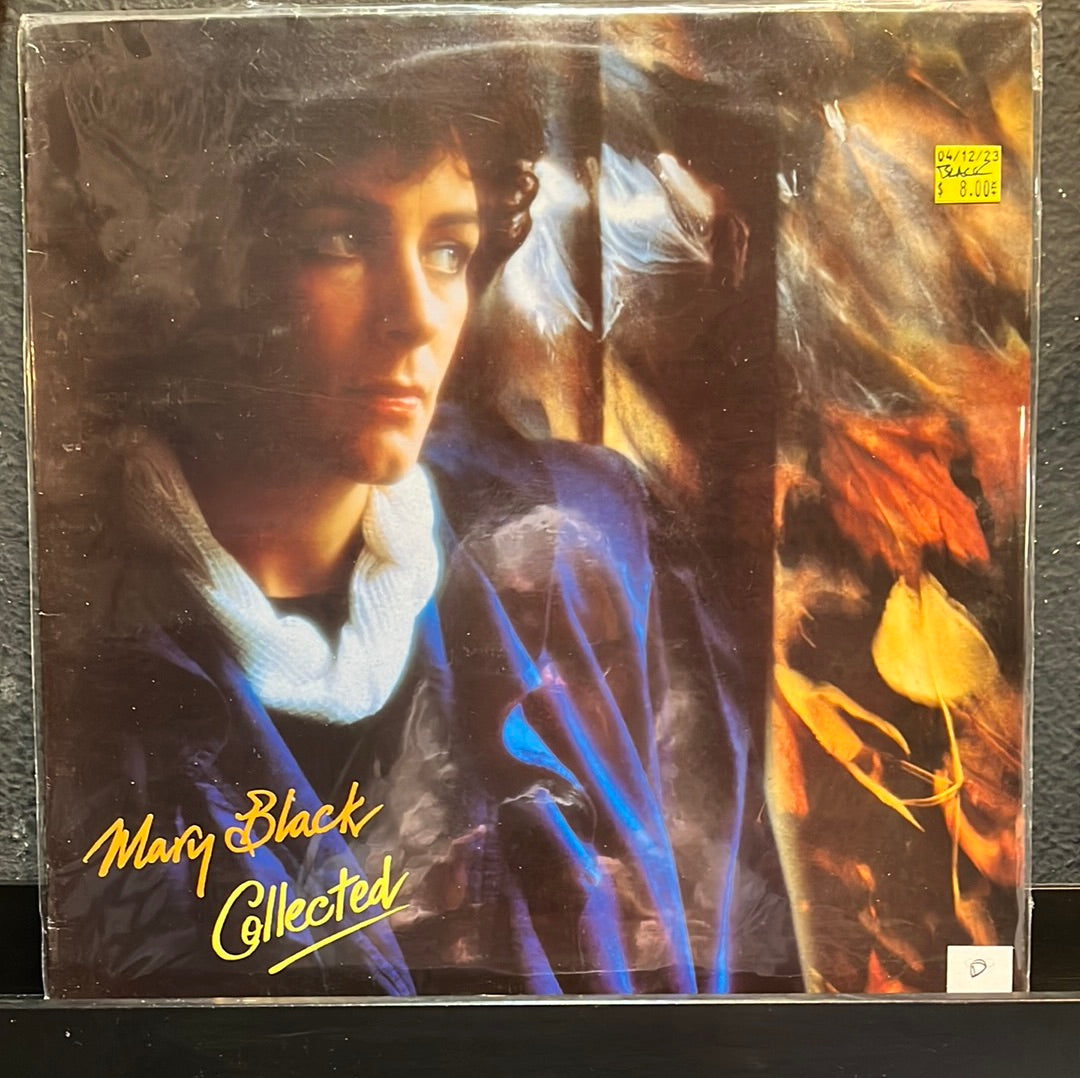 04/12/23
BLACK
$ 8.00
Mary Black
Collected
D